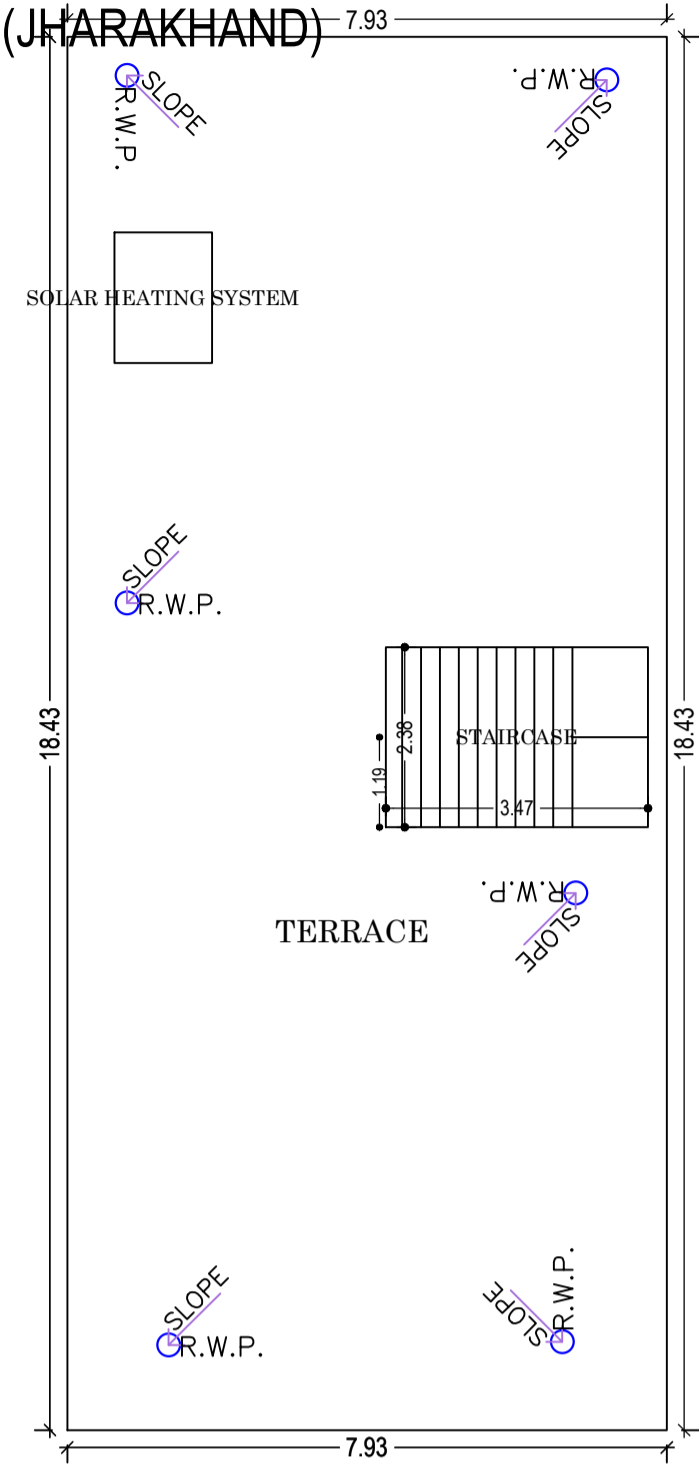 (JHARAKHAND)
7.93
SLOPE
R.W.P.
R.W.P.
SLOPE
SOLAR HEATING SYSTEM
SLOPE
R.W.P.
18.43
18.43
2.38
STAIRCASE
1.19
3.47
R.W.P.
SLOPE
TERRACE
SLOPE
R.W.P.
R.W.P.
SLOPE
7.93